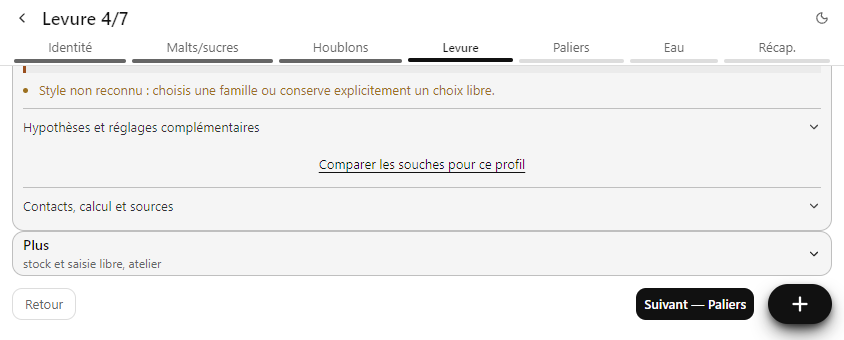 Levure 4/7
Identité
Malts/sucres
Houblons
Levure
Paliers
Eau
Récap.
Style non reconnu : choisis une famille ou conserve explicitement un choix libre.
Hypothèses et réglages complémentaires
Comparer les souches pour ce profil
Contacts, calcul et sources
Plus
stock et saisie libre, atelier
Retour
Suivant — Paliers